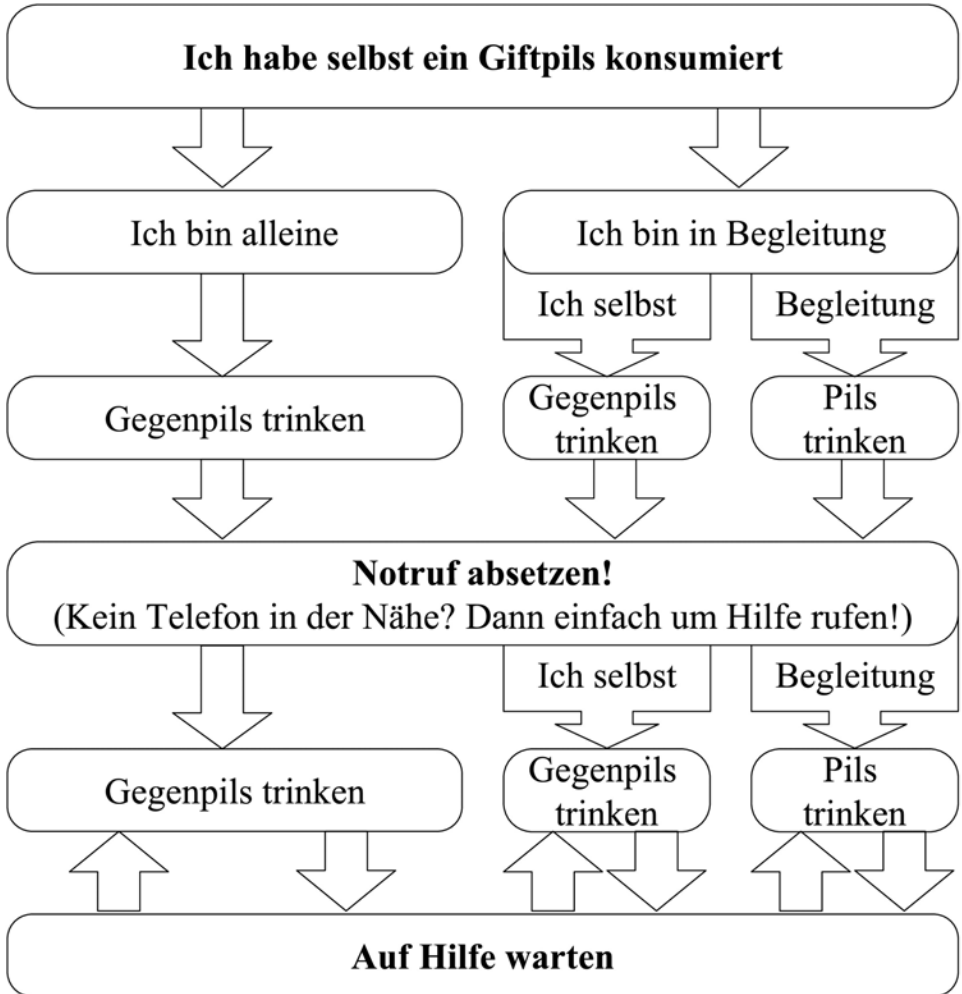 Ich habe selbst ein Giftpils konsumiert
Ich bin alleine
Ich bin in Begleitung
Ich selbst
Begleitung
Gegenpils trinken
Gegenpils
trinken
Pils
trinken
Notruf absetzen!
(Kein Telefon in der Nähe? Dann einfach um Hilfe rufen!)
Ich selbst
Begleitung
Gegenpils trinken
Gegenpils
trinken
Pils
trinken
Auf Hilfe warten